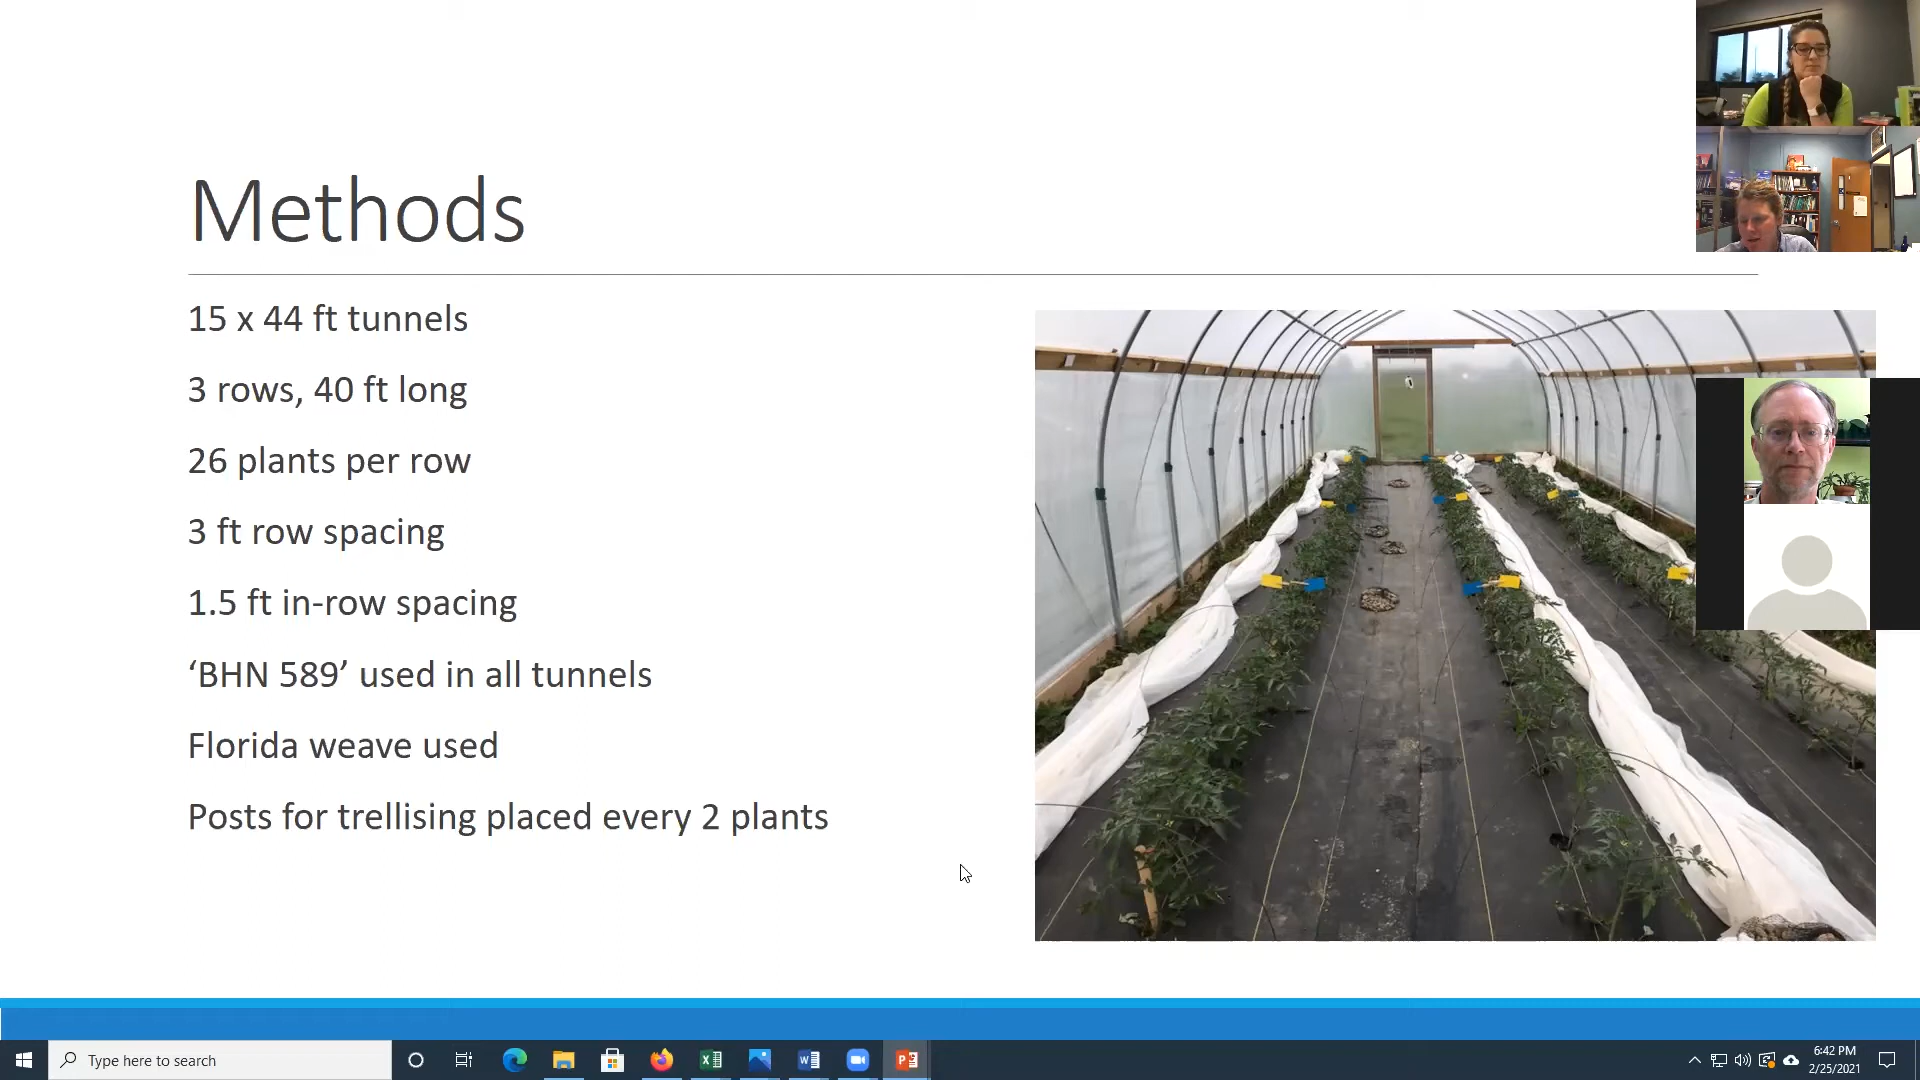 Methods
15 x 44 ft tunnels
3 rows, 40 ft long
26 plants per row
3 ft row spacing
1.5 ft in-row spacing
‘BHN 589’ used in all tunnels
Florida weave used
Posts for trellising placed every 2 plants
Type here to search
6:42 PM
2/25/2021